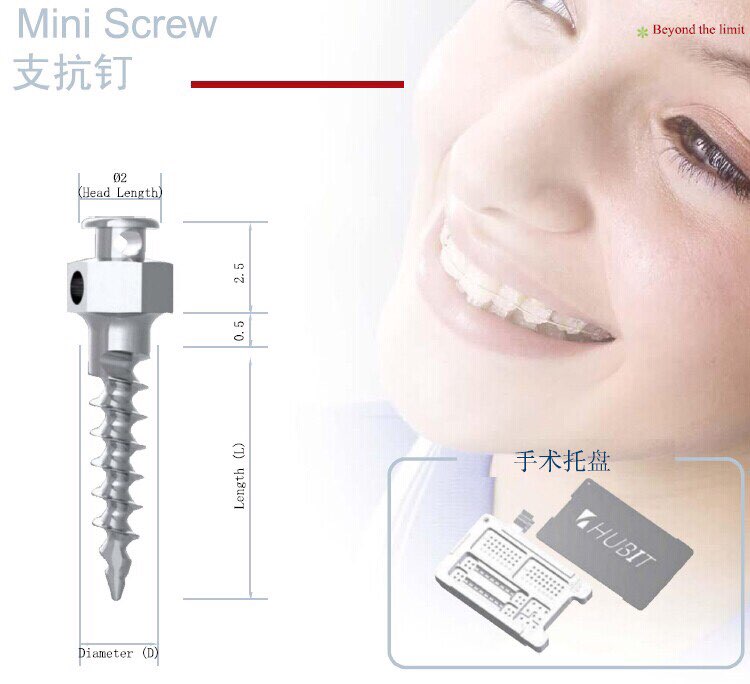 Mini Screw
Beyond the limit
支抗钉
Ø2
(Head Length)
2.5
0.5
Length (L)
Diameter (D)
手术托盘
HUBIT